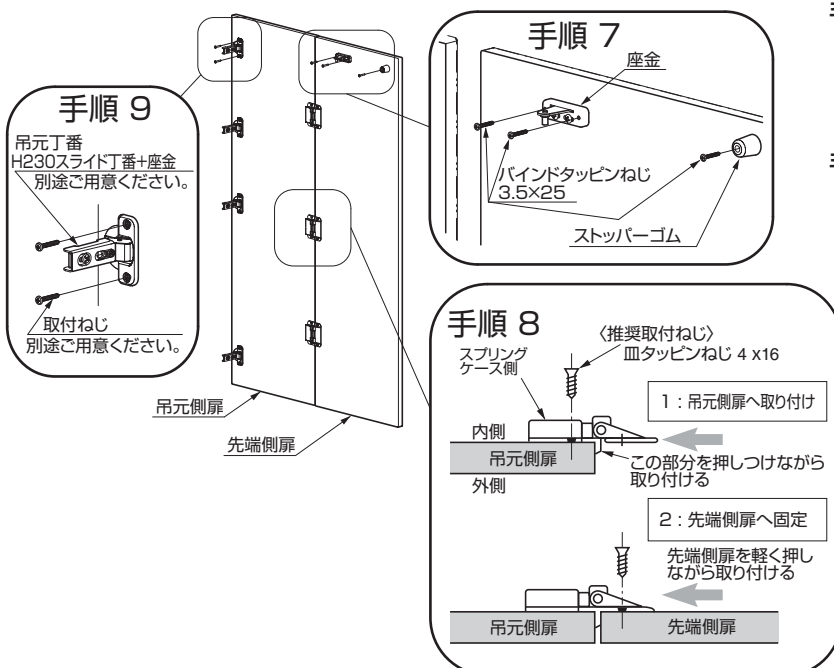 手順 7
座金
バインドタッピンねじ
3.5×25
ストッパーゴム
手順 9
吊元丁番
H230スライド丁番+座金
別途ご用意ください。
取付ねじ
別途ご用意ください。
吊元側扉
先端側扉
手順 8
〈推奨取付ねじ〉
皿タッピンねじ 4 x16
スプリング
ケース側
1:吊元側扉へ取り付け
内側
吊元側扉
外側
この部分を押しつけながら
取り付ける
2:先端側扉へ固定
先端側扉を軽く押し
ながら取り付ける
吊元側扉
先端側扉